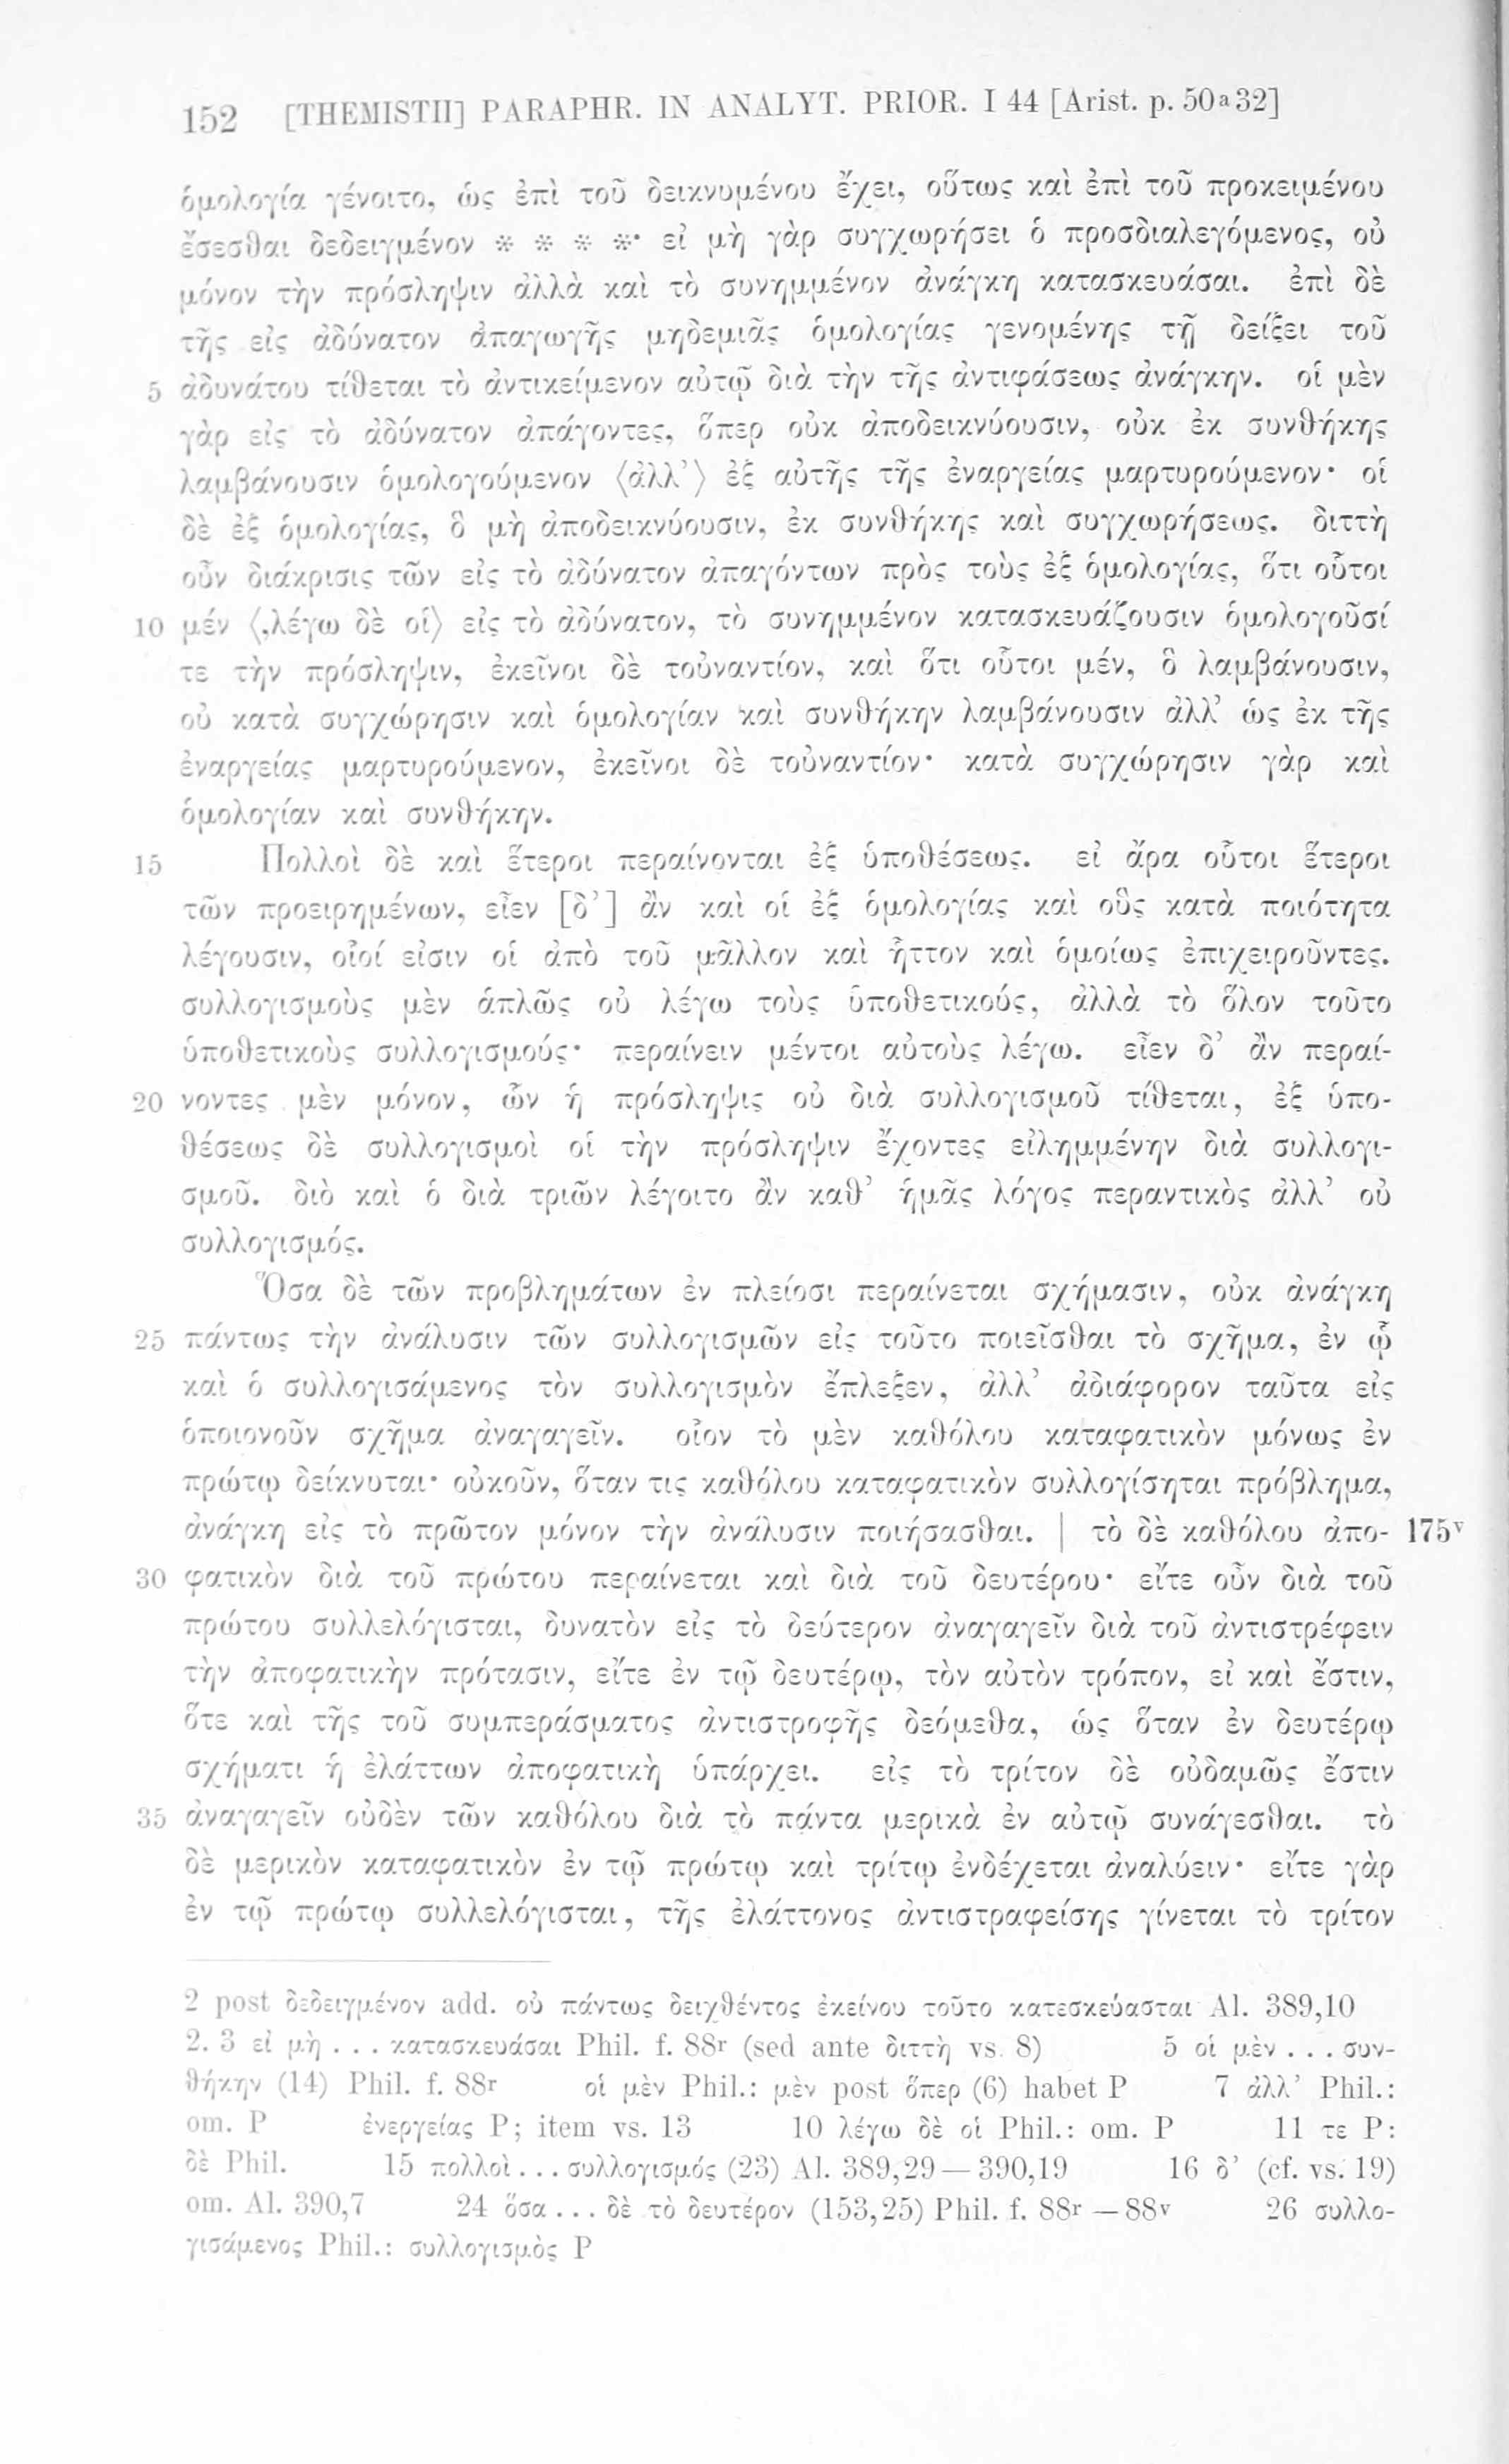 152 [THEMISTII] PARAPHR. IN ANALYT. PRIOR. I 44 [Arist. p. 50a32]
ὁμολογία γένοιτο, ὡς ἐπὶ τοῦ δεικνυμένου ἔχει, οὕτως καὶ ἐπὶ τοῦ προκειμένου
ἔσεσθαι δεδειγμένον * * * *· εἰ μὴ γὰρ συγχωρήσει ὁ προσδιαλεγόμενος, οὐ
μόνον τὴν πρόσληψιν ἀλλὰ καὶ τὸ συνημμένον ἀνάγκη κατασκευάσαι. ἐπὶ δὲ
τῆς εἰς ἀδύνατον ἀπαγωγῆς μηδεμιᾶς ὁμολογίας γενομένης τῇ δείξει τοῦ
5 ἀδυνάτου τίθεται τὸ ἀντικείμενον αὐτῷ διὰ τὴν τῆς ἀντιφάσεως ἀνάγκην. οἱ μὲν
γὰρ εἰς τὸ ἀδύνατον ἀπάγοντες, ὅπερ οὐκ ἀποδεικνύουσιν, οὐκ ἐκ συνθήκης
λαμβάνουσιν ὁμολογούμενον ⟨ἀλλ’⟩ ἐξ αὐτῆς τῆς ἐναργείας μαρτυρούμενον· οἱ
δὲ ἐξ ὁμολογίας, ὃ μὴ ἀποδεικνύουσιν, ἐκ συνθήκης καὶ συγχωρήσεως. διττὴ
οὖν διάκρισις τῶν εἰς τὸ ἀδύνατον ἀπαγόντων πρὸς τοὺς ἐξ ὁμολογίας, ὅτι οὗτοι
10 μέν ⟨,λέγω δὲ οἱ⟩ εἰς τὸ ἀδύνατον, τὸ συνημμένον κατασκευάζουσιν ὁμολογοῦσί
τε τὴν πρόσληψιν, ἐκεῖνοι δὲ τοὐναντίον, καὶ ὅτι οὗτοι μέν, ὃ λαμβάνουσιν,
οὐ κατὰ συγχώρησιν καὶ ὁμολογίαν καὶ συνθήκην λαμβάνουσιν ἀλλ’ ὡς ἐκ τῆς
ἐναργείας μαρτυρούμενον, ἐκεῖνοι δὲ τοὐναντίον· κατὰ συγχώρησιν γὰρ καὶ
ὁμολογίαν καὶ συνθήκην.
15 Πολλοὶ δὲ καὶ ἕτεροι περαίνονται ἐξ ὑποθέσεως. εἰ ἄρα οὗτοι ἕτεροι
τῶν προειρημένων, εἶεν [δ’] ἂν καὶ οἱ ἐξ ὁμολογίας καὶ οὓς κατὰ ποιότητα
λέγουσιν, οἷοί εἰσιν οἱ ἀπὸ τοῦ μᾶλλον καὶ ἧττον καὶ ὁμοίως ἐπιχειροῦντες.
συλλογισμοὺς μὲν ἁπλῶς οὐ λέγω τοὺς ὑποθετικούς, ἀλλὰ τὸ ὅλον τοῦτο
ὑποθετικοὺς συλλογισμούς· περαίνειν μέντοι αὐτοὺς λέγω. εἶεν δ’ ἂν περαί-
20 νοντες μὲν μόνον, ὧν ἡ πρόσληψις οὐ διὰ συλλογισμοῦ τίθεται, ἐξ ὑπο-
θέσεως δὲ συλλογισμοὶ οἱ τὴν πρόσληψιν ἔχοντες εἰλημμένην διὰ συλλογι-
σμοῦ. διὸ καὶ ὁ διὰ τριῶν λέγοιτο ἂν καθ’ ἡμᾶς λόγος περαντικὸς ἀλλ’ οὐ
συλλογισμός.
Ὅσα δὲ τῶν προβλημάτων ἐν πλείοσι περαίνεται σχήμασιν, οὐκ ἀνάγκη
25 πάντως τὴν ἀνάλυσιν τῶν συλλογισμῶν εἰς τοῦτο ποιεῖσθαι τὸ σχῆμα, ἐν ᾧ
καὶ ὁ συλλογισάμενος τὸν συλλογισμὸν ἔπλεξεν, ἀλλ’ ἀδιάφορον ταῦτα εἰς
ὁποιονοῦν σχῆμα ἀναγαγεῖν. οἷον τὸ μὲν καθόλου καταφατικὸν μόνως ἐν
πρώτῳ δείκνυται· οὐκοῦν, ὅταν τις καθόλου καταφατικὸν συλλογίσηται πρόβλημα,
ἀνάγκη εἰς τὸ πρῶτον μόνον τὴν ἀνάλυσιν ποιήσασθαι. | τὸ δὲ καθόλου ἀπο- 175v
30 φατικὸν διὰ τοῦ πρώτου περαίνεται καὶ διὰ τοῦ δευτέρου· εἴτε οὖν διὰ τοῦ
πρώτου συλλελόγισται, δυνατὸν εἰς τὸ δεύτερον ἀναγαγεῖν διὰ τοῦ ἀντιστρέφειν
τὴν ἀποφατικὴν πρότασιν, εἴτε ἐν τῷ δευτέρῳ, τὸν αὐτὸν τρόπον, εἰ καὶ ἔστιν,
ὅτε καὶ τῆς τοῦ συμπεράσματος ἀντιστροφῆς δεόμεθα, ὡς ὅταν ἐν δευτέρῳ
σχήματι ἡ ἐλάττων ἀποφατικὴ ὑπάρχει. εἰς τὸ τρίτον δὲ οὐδαμῶς ἔστιν
35 ἀναγαγεῖν οὐδὲν τῶν καθόλου διὰ τὸ πάντα μερικὰ ἐν αὐτῷ συνάγεσθαι. τὸ
δὲ μερικὸν καταφατικὸν ἐν τῷ πρώτῳ καὶ τρίτῳ ἐνδέχεται ἀναλύειν· εἴτε γὰρ
ἐν τῷ πρώτῳ συλλελόγισται, τῆς ἐλάττονος ἀντιστραφείσης γίνεται τὸ τρίτον
2 post δεδειγμένον add. οὐ πάντως δειχθέντος ἐκείνου τοῦτο κατεσκεύασται Al. 389,10
2. 3 εἰ μὴ . . . κατασκευάσαι Phil. f. 88r (sed ante διττὴ vs. 8) 5 οἱ μὲν . . . συν-
θήκην (14) Phil. f. 88r οἱ μὲν Phil.: μὲν post ὅπερ (6) habet P 7 ἀλλ’ Phil.:
om. P ἐνεργείας P; item vs. 13 10 λέγω δὲ οἱ Phil.: om. P 11 τε P:
δὲ Phil. 15 πολλοὶ . . . συλλογισμός (23) Al. 389,29 — 390,19 16 δ’ (cf. vs. 19)
om. Al. 390,7 24 ὅσα . . . δὲ τὸ δευτέρον (153,25) Phil. f. 88r — 88v 26 συλλο-
γισάμενος Phil.: συλλογισμὸς P